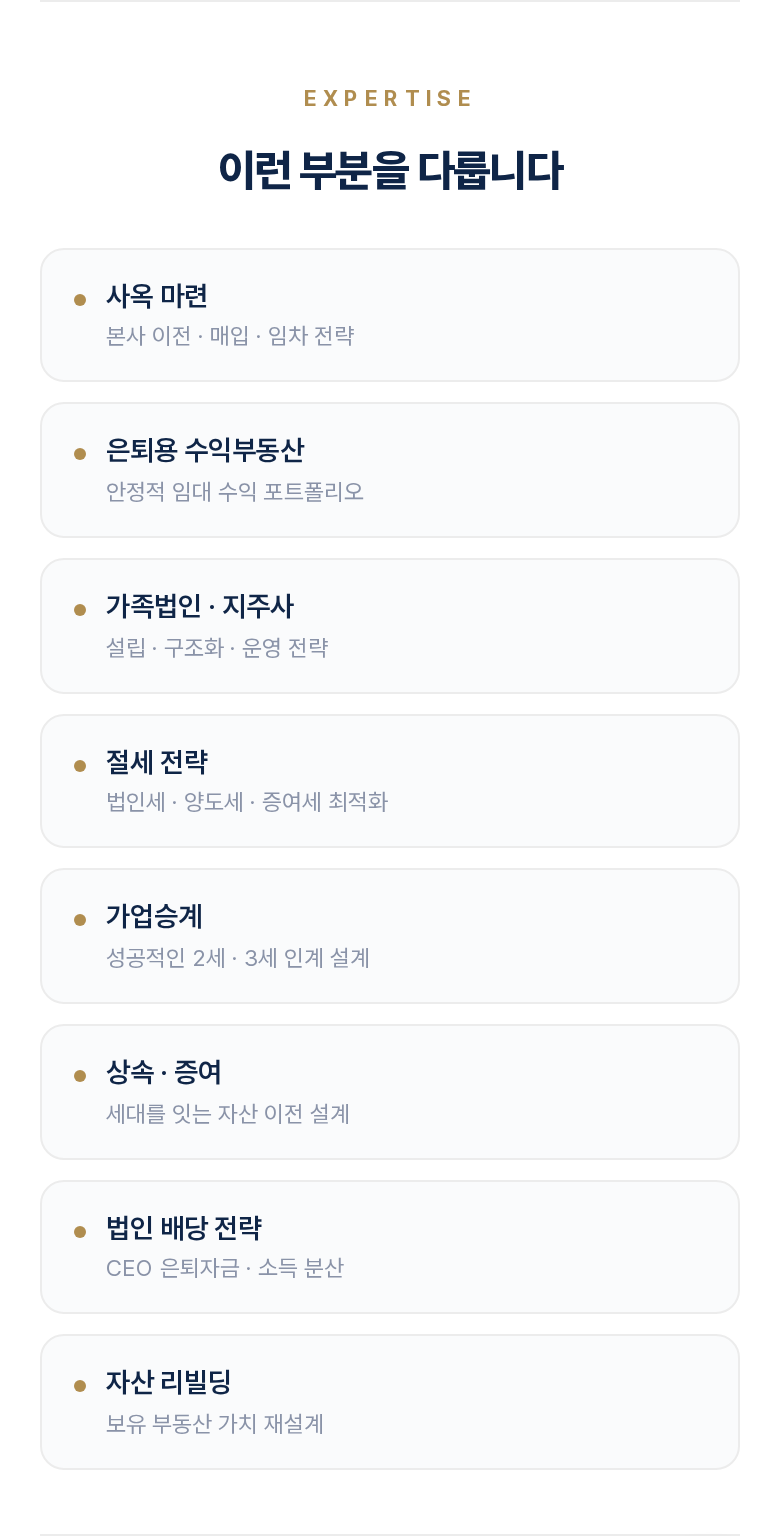 EXPERTISE
이런 부분을 다룹니다
사옥 마련
본사 이전 · 매입 · 임차 전략
은퇴용 수익부동산
안정적 임대 수익 포트폴리오
가족법인 · 지주사
설립 · 구조화 · 운영 전략
절세 전략
법인세 · 양도세 · 증여세 최적화
가업승계
성공적인 2세 · 3세 인계 설계
상속 · 증여
세대를 잇는 자산 이전 설계
법인 배당 전략
CEO 은퇴자금 · 소득 분산
자산 리빌딩
보유 부동산 가치 재설계